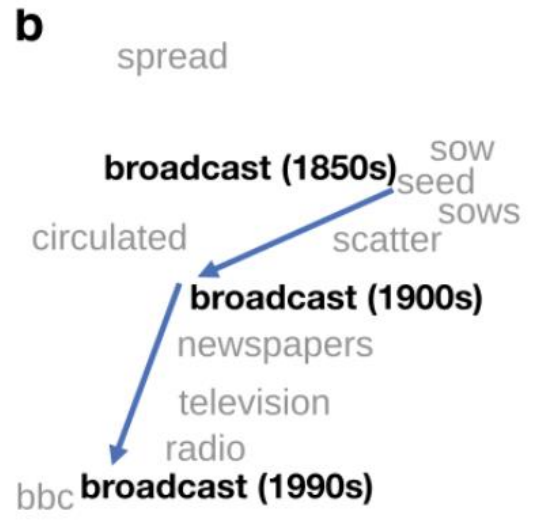 b
spread
sow
broadcast (1850s)
seed
sows
circulated
scatter
broadcast (1900s)
newspapers
television
radio
bbc broadcast (1990s)